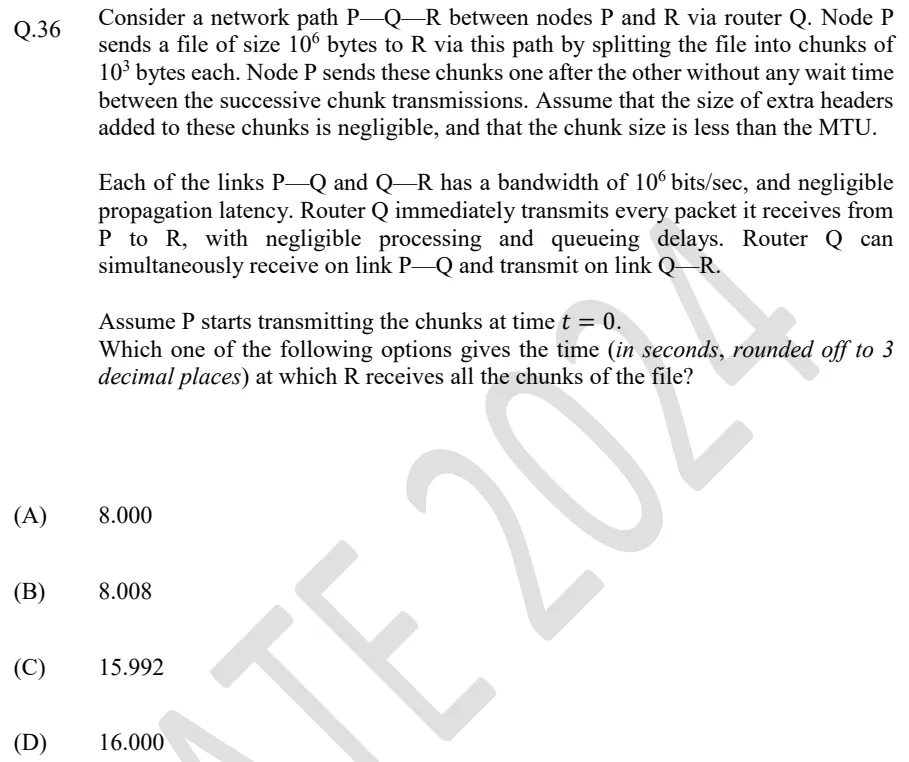 Q.36
Consider a network path P—Q—R between nodes P and R via router Q. Node P
sends a file of size 10⁶ bytes to R via this path by splitting the file into chunks of
10³ bytes each. Node P sends these chunks one after the other without any wait time
between the successive chunk transmissions. Assume that the size of extra headers
added to these chunks is negligible, and that the chunk size is less than the MTU.
Each of the links P—Q and Q—R has a bandwidth of 10⁶ bits/sec, and negligible
propagation latency. Router Q immediately transmits every packet it receives from
P to R, with negligible processing and queueing delays. Router Q can
simultaneously receive on link P—Q and transmit on link Q—R.
Assume P starts transmitting the chunks at time t = 0.
Which one of the following options gives the time (in seconds, rounded off to 3
decimal places) at which R receives all the chunks of the file?
(A) 8.000
(B) 8.008
(C) 15.992
(D) 16.000
ATE 2024